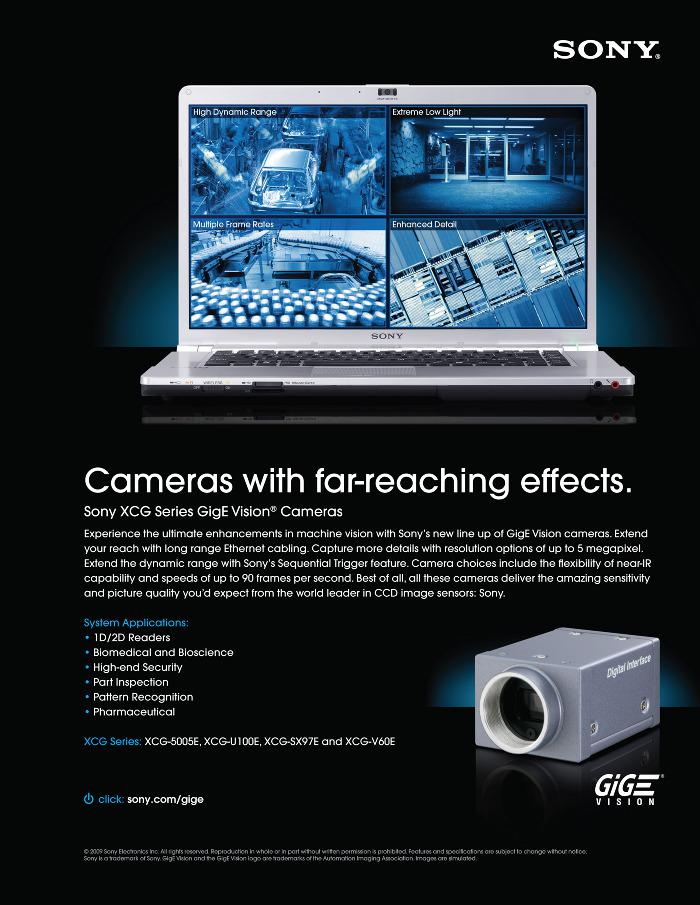 SONY®
High Dynamic Range
Extreme Low Light
Multiple Frame Rates
Enhanced Detail
SONY
WIRELESS
OFF ON
Cameras with far-reaching effects.
Sony XCG Series GigE Vision® Cameras
Experience the ultimate enhancements in machine vision with Sony's new line up of GigE Vision cameras. Extend
your reach with long range Ethernet cabling. Capture more details with resolution options of up to 5 megapixel.
Extend the dynamic range with Sony's Sequential Trigger feature. Camera choices include the flexibility of near-IR
capability and speeds of up to 90 frames per second. Best of all, all these cameras deliver the amazing sensitivity
and picture quality you'd expect from the world leader in CCD image sensors: Sony.
System Applications:
• 1D/2D Readers
• Biomedical and Bioscience
• High-end Security
• Part Inspection
• Pattern Recognition
• Pharmaceutical
Digital Interface
XCG Series: XCG-5005E, XCG-U100E, XCG-SX97E and XCG-V60E
GiGE®
VISION
click: sony.com/gige
© 2009 Sony Electronics Inc. All rights reserved. Reproduction in whole or in part without written permission is prohibited. Features and specifications are subject to change without notice.
Sony is a trademark of Sony. GigE Vision and the GigE Vision logo are trademarks of the Automation Imaging Association. Images are simulated.